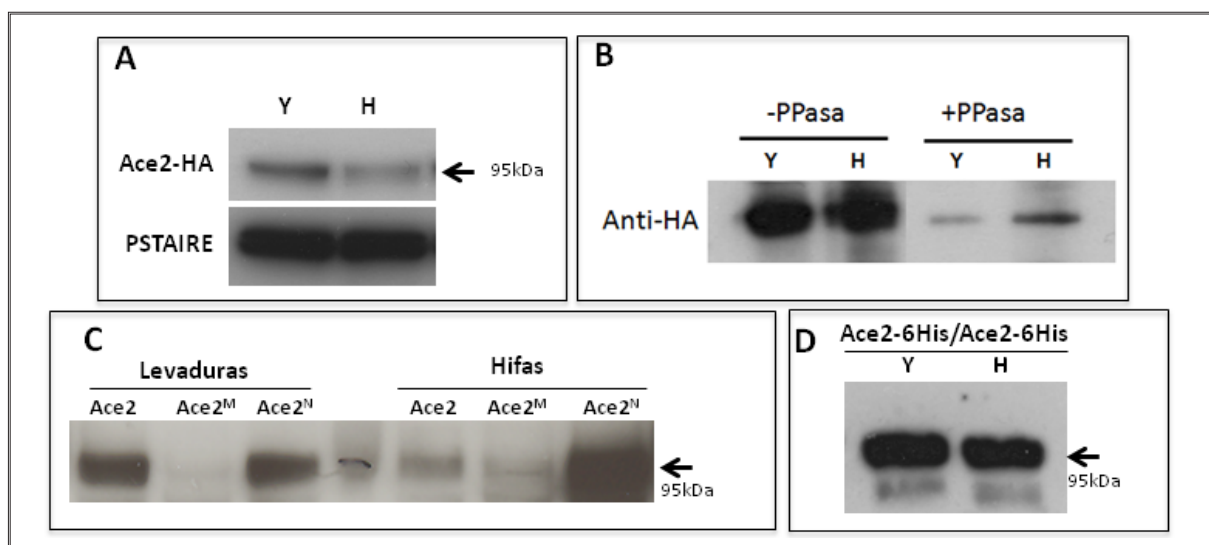 A
Y H
Ace2-HA
95kDa
PSTAIRE
B
-PPasa +PPasa
Y H Y H
Anti-HA
C
Levaduras Hifas
Ace2 Ace2ᴹ Ace2ᴺ Ace2 Ace2ᴹ Ace2ᴺ
95kDa
D
Ace2-6His/Ace2-6His
Y H
95kDa